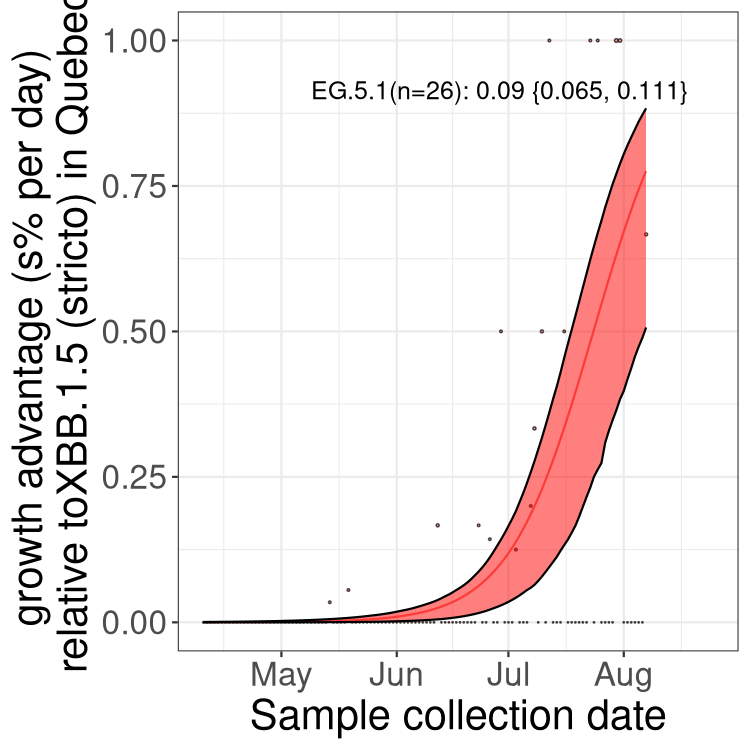 growth advantage (s% per day)
relative toXBB.1.5 (stricto) in Quebec
1.00
0.75
0.50
0.25
0.00
EG.5.1(n=26): 0.09 {0.065, 0.111}
May Jun Jul Aug
Sample collection date